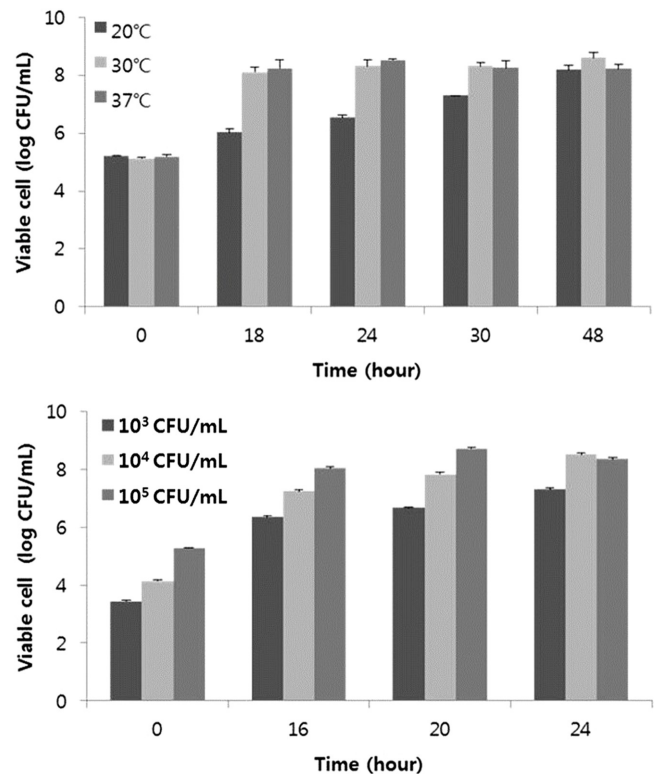 10
8
6
4
2
0
Viable cell (log CFU/mL)
20℃
30℃
37℃
0 18 24 30 48
Time (hour)
10
8
6
4
2
0
Viable cell (log CFU/mL)
10³ CFU/mL
10⁴ CFU/mL
10⁵ CFU/mL
0 16 20 24
Time (hour)